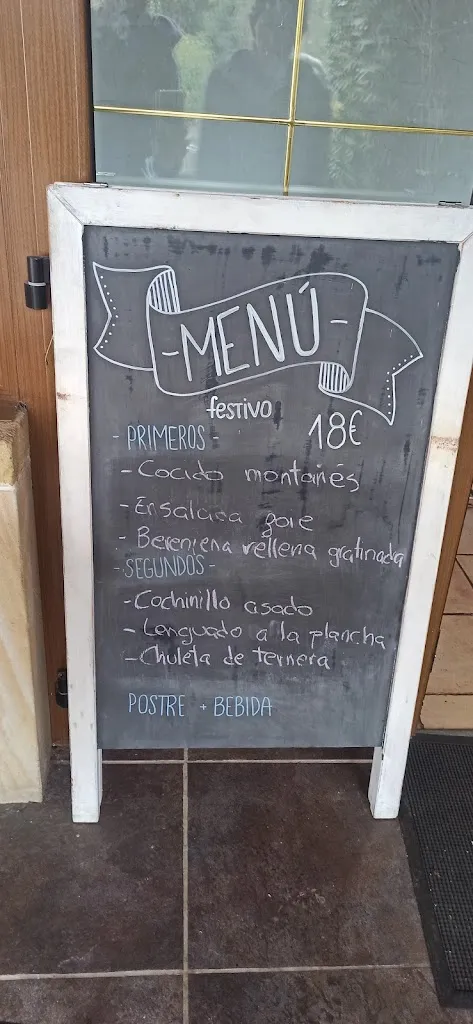 - MENÚ -
festivo
18€
- PRIMEROS -
- Cocido montañés
- Ensalada
- Berenjena rellena gratinada
- SEGUNDOS -
- Cochinillo asado
- Lenguado a la plancha
- Chuleta de ternera
POSTRE + BEBIDA